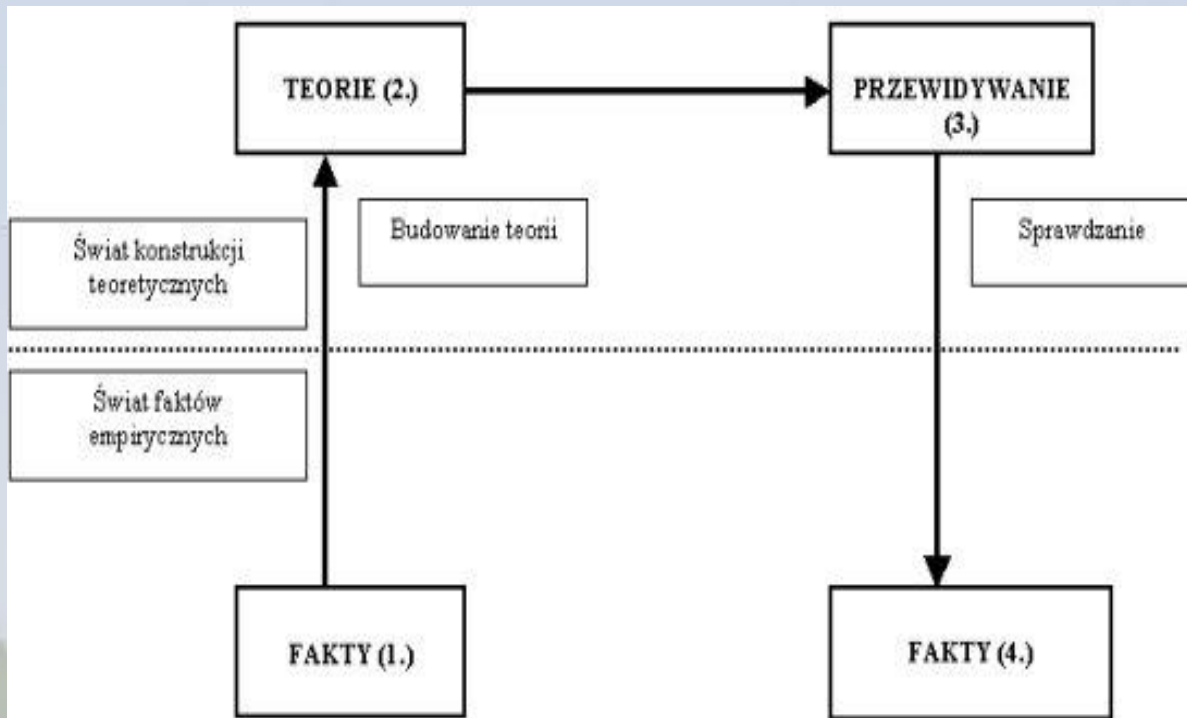 TEORIE (2.)
PRZEWIDYWANIE
(3.)
Budowanie teorii
Sprawdzanie
Świat konstrukcji
teoretycznych
Świat faktów
empirycznych
FAKTY (1.)
FAKTY (4.)